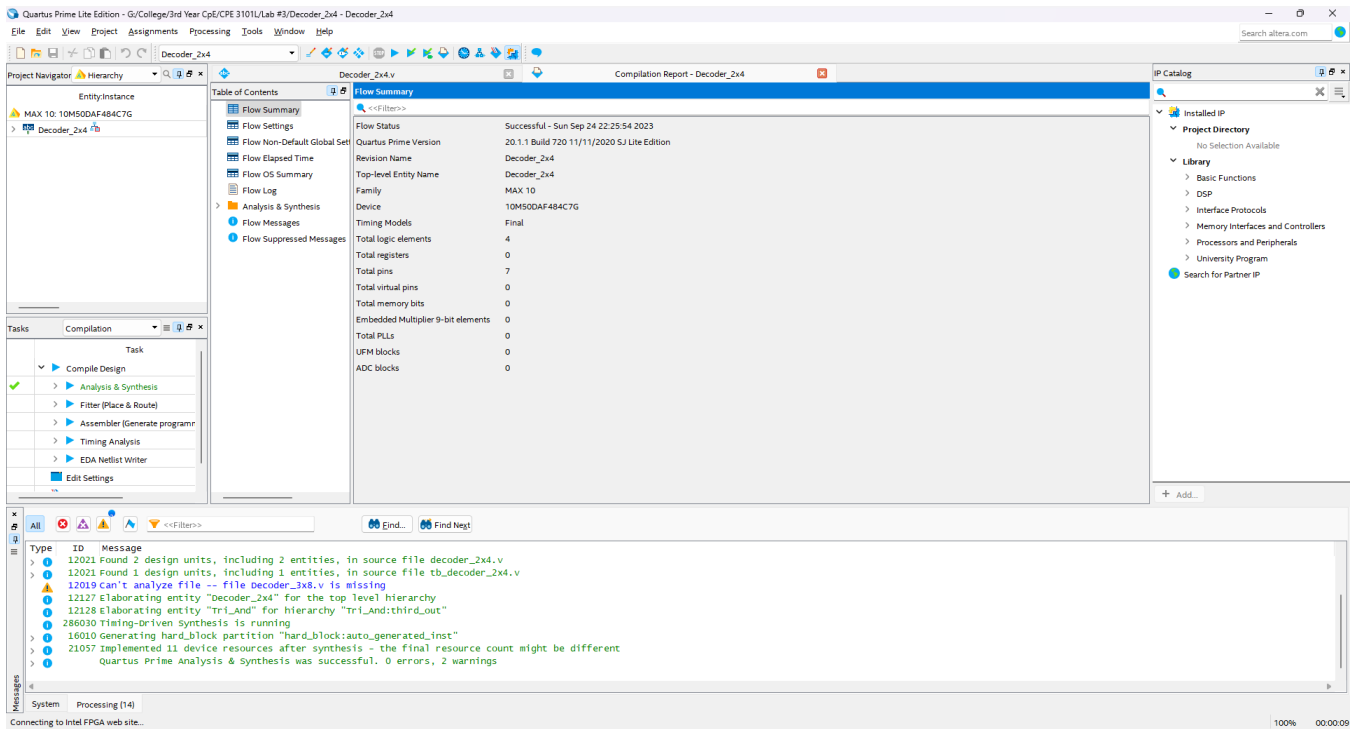 Quartus Prime Lite Edition - G:/College/3rd Year CpE/CPE 3101L/Lab #3/Decoder_2x4 - Decoder_2x4
File Edit View Project Assignments Processing Tools Window Help
Search altera.com
Decoder_2x4
Project Navigator Hierarchy
Entity:Instance
MAX 10: 10M50DAF484C7G
Decoder_2x4
Tasks Compilation
Task
Compile Design
Analysis & Synthesis
Fitter (Place & Route)
Assembler (Generate programm
Timing Analysis
EDA Netlist Writer
Edit Settings
Decoder_2x4.v
Compilation Report - Decoder_2x4
Table of Contents
Flow Summary
Flow Settings
Flow Non-Default Global Sett
Flow Elapsed Time
Flow OS Summary
Flow Log
Analysis & Synthesis
Flow Messages
Flow Suppressed Messages
Flow Summary
<<Filter>>
Flow Status Successful - Sun Sep 24 22:25:54 2023
Quartus Prime Version 20.1.1 Build 720 11/11/2020 SJ Lite Edition
Revision Name Decoder_2x4
Top-level Entity Name Decoder_2x4
Family MAX 10
Device 10M50DAF484C7G
Timing Models Final
Total logic elements 4
Total registers 0
Total pins 7
Total virtual pins 0
Total memory bits 0
Embedded Multiplier 9-bit elements 0
Total PLLs 0
UFM blocks 0
ADC blocks 0
IP Catalog
Installed IP
Project Directory
No Selection Available
Library
Basic Functions
DSP
Interface Protocols
Memory Interfaces and Controllers
Processors and Peripherals
University Program
Search for Partner IP
+ Add...
All <<Filter>> Find... Find Next
Type ID Message
12021 Found 2 design units, including 2 entities, in source file decoder_2x4.v
12021 Found 1 design units, including 1 entities, in source file tb_decoder_2x4.v
12019 Can't analyze file -- file Decoder_3x8.v is missing
12127 Elaborating entity "Decoder_2x4" for the top level hierarchy
12128 Elaborating entity "Tri_And" for hierarchy "Tri_And:third_out"
286030 Timing-Driven Synthesis is running
16010 Generating hard_block partition "hard_block:auto_generated_inst"
21057 Implemented 11 device resources after synthesis - the final resource count might be different
Quartus Prime Analysis & Synthesis was successful. 0 errors, 2 warnings
Messages
System Processing (14)
Connecting to Intel FPGA web site...
100% 00:00:09